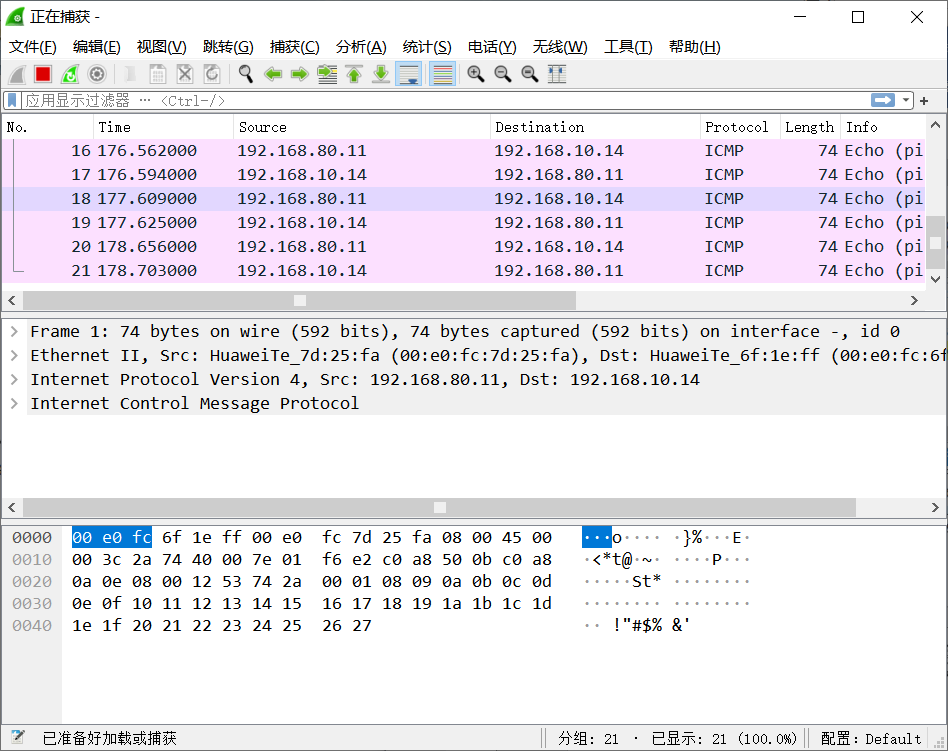 正在捕获 -
文件(F) 编辑(E) 视图(V) 跳转(G) 捕获(C) 分析(A) 统计(S) 电话(Y) 无线(W) 工具(T) 帮助(H)
应用显示过滤器 … <Ctrl-/>
No. Time Source Destination Protocol Length Info
16 176.562000 192.168.80.11 192.168.10.14 ICMP 74 Echo (pi
17 176.594000 192.168.10.14 192.168.80.11 ICMP 74 Echo (pi
18 177.609000 192.168.80.11 192.168.10.14 ICMP 74 Echo (pi
19 177.625000 192.168.10.14 192.168.80.11 ICMP 74 Echo (pi
20 178.656000 192.168.80.11 192.168.10.14 ICMP 74 Echo (pi
21 178.703000 192.168.10.14 192.168.80.11 ICMP 74 Echo (pi
Frame 1: 74 bytes on wire (592 bits), 74 bytes captured (592 bits) on interface -, id 0
Ethernet II, Src: HuaweiTe_7d:25:fa (00:e0:fc:7d:25:fa), Dst: HuaweiTe_6f:1e:ff (00:e0:fc:6f
Internet Protocol Version 4, Src: 192.168.80.11, Dst: 192.168.10.14
Internet Control Message Protocol
0000 00 e0 fc 6f 1e ff 00 e0 fc 7d 25 fa 08 00 45 00 ···o···· ·}%···E·
0010 00 3c 2a 74 40 00 7e 01 f6 e2 c0 a8 50 0b c0 a8 ·<*t@·~· ····P···
0020 0a 0e 08 00 12 53 74 2a 00 01 08 09 0a 0b 0c 0d ·····St* ········
0030 0e 0f 10 11 12 13 14 15 16 17 18 19 1a 1b 1c 1d ········ ········
0040 1e 1f 20 21 22 23 24 25 26 27 ·· !"#$% &'
已准备好加载或捕获 分组: 21 · 已显示: 21 (100.0%) 配置: Default